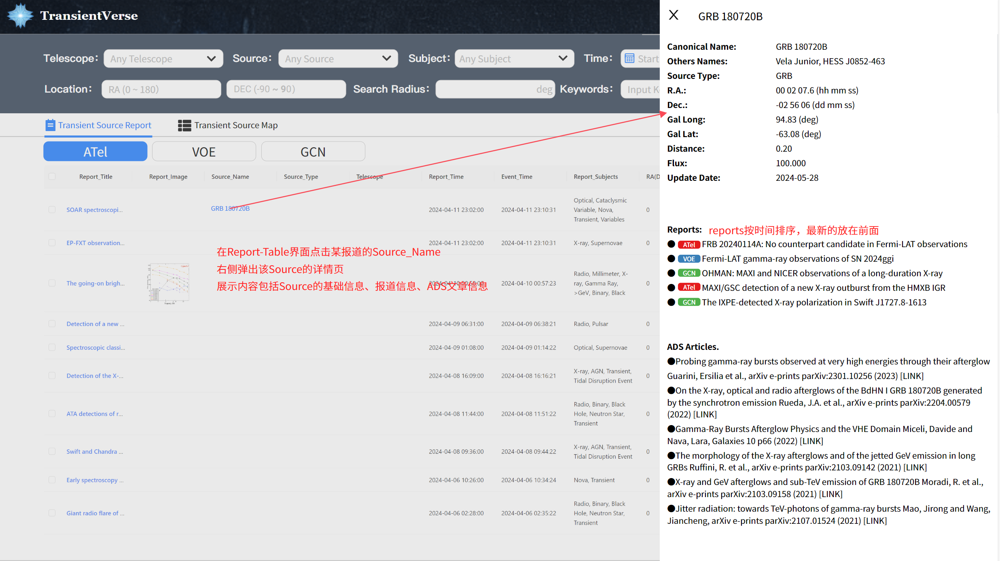 TransientVerse
Telescope: Any Telescope Source: Any Source Subject: Any Subject Time: Start
Location: RA (0 ~ 180) DEC (-90 ~ 90) Search Radius: deg Keywords: Input K
Transient Source Report Transient Source Map
ATel VOE GCN
Report_Title Report_Image Source_Name Source_Type Telescope Report_Time Event_Time Report_Subjects RA(D
SOAR spectroscopi... GRB 180720B 2024-04-11 23:02:00 2024-04-11 23:10:31 Optical, Cataclysmic 0
Variable, Nova,
Transient, Variables
EP-FXT observation... 2024-04-11 23:02:00 2024-04-11 23:10:31 X-ray, Supernovae 0
在Report-Table界面点击某报道的Source_Name
右侧弹出该Source的详情页
展示内容包括Source的基础信息、报道信息、ADS文章信息
The going-on brigh... 2024-04-10 00:57:23 Radio, Millimeter, X- 0
ray, Gamma Ray,
>GeV, Binary, Black
Detection of a new ... 2024-04-09 06:31:00 2024-04-09 06:38:21 Radio, Pulsar 0
Spectroscopic classi... 2024-04-09 01:08:00 2024-04-09 01:14:22 Optical, Supernovae 0
Detection of the X-... 2024-04-08 16:09:00 2024-04-08 16:16:21 X-ray, AGN, Transient, 0
Tidal Disruption Event
ATA detections of r... 2024-04-08 11:44:00 2024-04-08 11:51:22 Radio, Binary, Black 0
Hole, Neutron Star,
Transient
Swift and Chandra ... 2024-04-08 09:36:00 2024-04-08 09:44:22 X-ray, AGN, Transient, 0
Tidal Disruption Event
Early spectroscopy ... 2024-04-06 10:26:00 2024-04-06 10:34:24 Nova, Transient 0
Giant radio flare of ... 2024-04-06 02:28:00 2024-04-06 02:35:22 Radio, Binary, Black 0
Hole, Neutron Star,
Transient
X GRB 180720B
Canonical Name: GRB 180720B
Others Names: Vela Junior, HESS J0852-463
Source Type: GRB
R.A.: 00 02 07.6 (hh mm ss)
Dec.: -02 56 06 (dd mm ss)
Gal Long: 94.83 (deg)
Gal Lat: -63.08 (deg)
Distance: 0.20
Flux: 100.000
Update Date: 2024-05-28
Reports: reports按时间排序，最新的放在前面
● ATel FRB 20240114A: No counterpart candidate in Fermi-LAT observations
● VOE Fermi-LAT gamma-ray observations of SN 2024ggi
● GCN OHMAN: MAXI and NICER observations of a long-duration X-ray
● ATel MAXI/GSC detection of a new X-ray outburst from the HMXB IGR
● GCN The IXPE-detected X-ray polarization in Swift J1727.8-1613
ADS Articles.
●Probing gamma-ray bursts observed at very high energies through their afterglow
Guarini, Ersilia et al., arXiv e-prints parXiv:2301.10256 (2023) [LINK]
●On the X-ray, optical and radio afterglows of the BdHN I GRB 180720B generated
by the synchrotron emission Rueda, J.A. et al., arXiv e-prints parXiv:2204.00579
(2022) [LINK]
●Gamma-Ray Bursts Afterglow Physics and the VHE Domain Miceli, Davide and
Nava, Lara, Galaxies 10 p66 (2022) [LINK]
●The morphology of the X-ray afterglows and of the jetted GeV emission in long
GRBs Ruffini, R. et al., arXiv e-prints parXiv:2103.09142 (2021) [LINK]
●X-ray and GeV afterglows and sub-TeV emission of GRB 180720B Moradi, R. et al.,
arXiv e-prints parXiv:2103.09158 (2021) [LINK]
●Jitter radiation: towards TeV-photons of gamma-ray bursts Mao, Jirong and Wang,
Jiancheng, arXiv e-prints parXiv:2107.01524 (2021) [LINK]